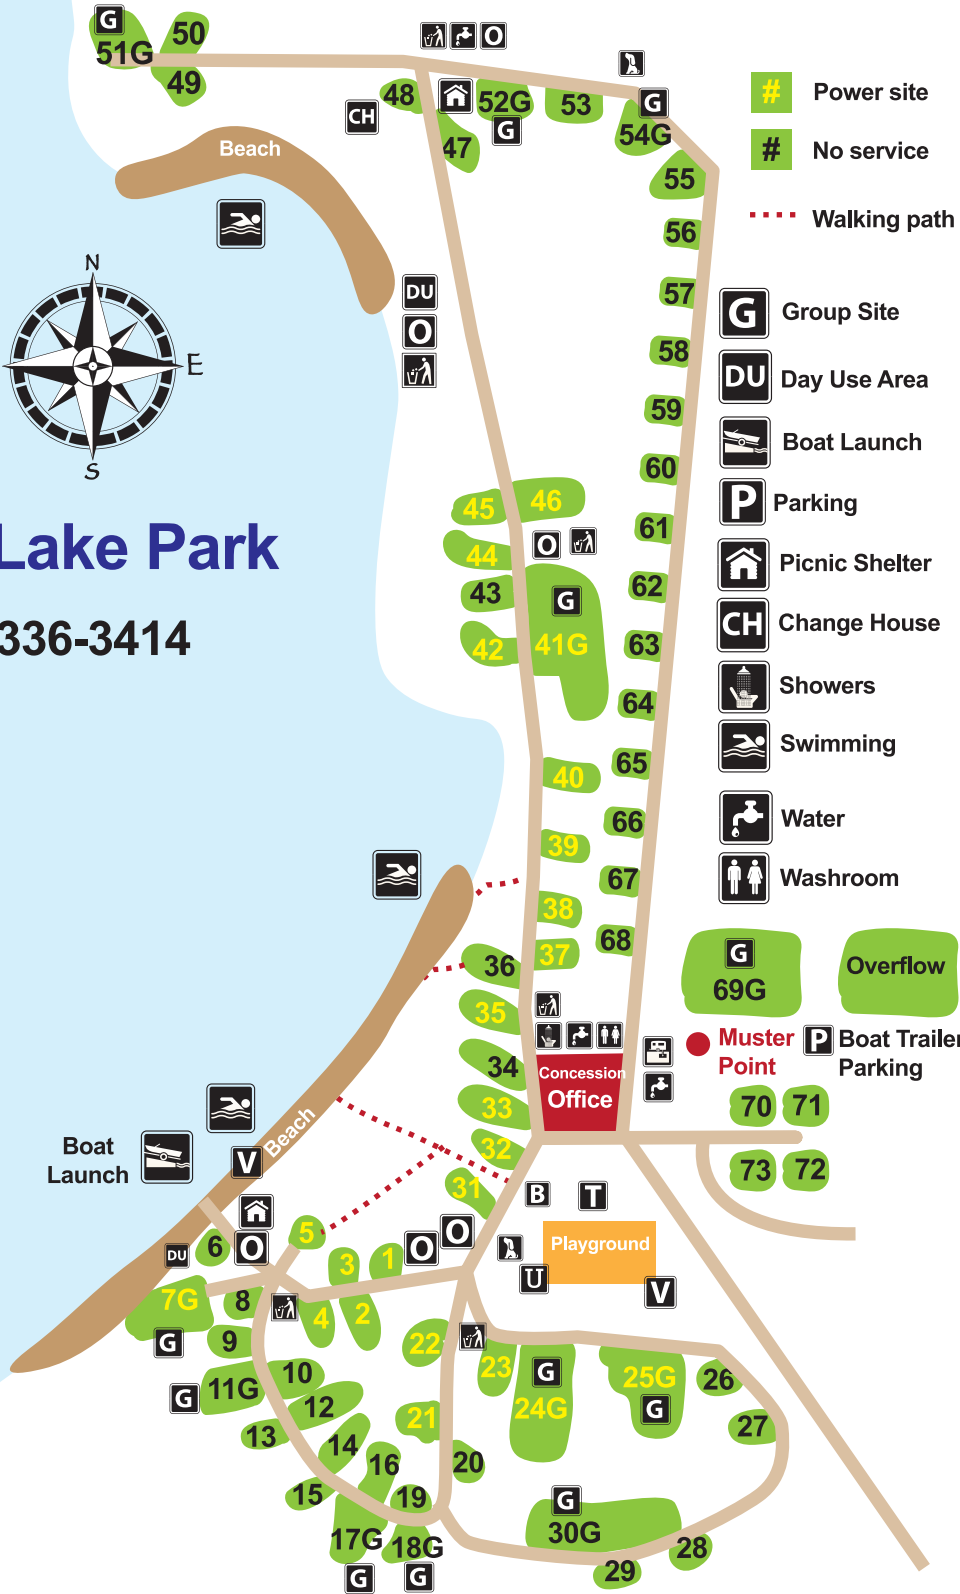 G
51G
50
49
O
48
CH
47
52G
G
53
G
54G
55
# Power site
# No service
Walking path
Beach
56
57
58
59
60
61
62
63
64
65
66
67
68
N
E
S
DU
O
G Group Site
DU Day Use Area
Boat Launch
P Parking
Picnic Shelter
CH Change House
Showers
Swimming
Water
Washroom
Lake Park
336-3414
45
46
44
O
43
G
42
41G
40
39
38
37
36
35
34
33
32
31
Concession
Office
G
69G
Overflow
Muster
Point
P Boat Trailer
Parking
70
71
73
72
Beach
Boat
Launch
V
B
T
Playground
U
V
DU
6
O
5
O
O
3
1
7G
8
4
2
G
9
22
23
G
11G
10
12
13
14
21
24G
G
25G
G
26
27
15
16
19
20
17G
18G
G
G
G
30G
28
29